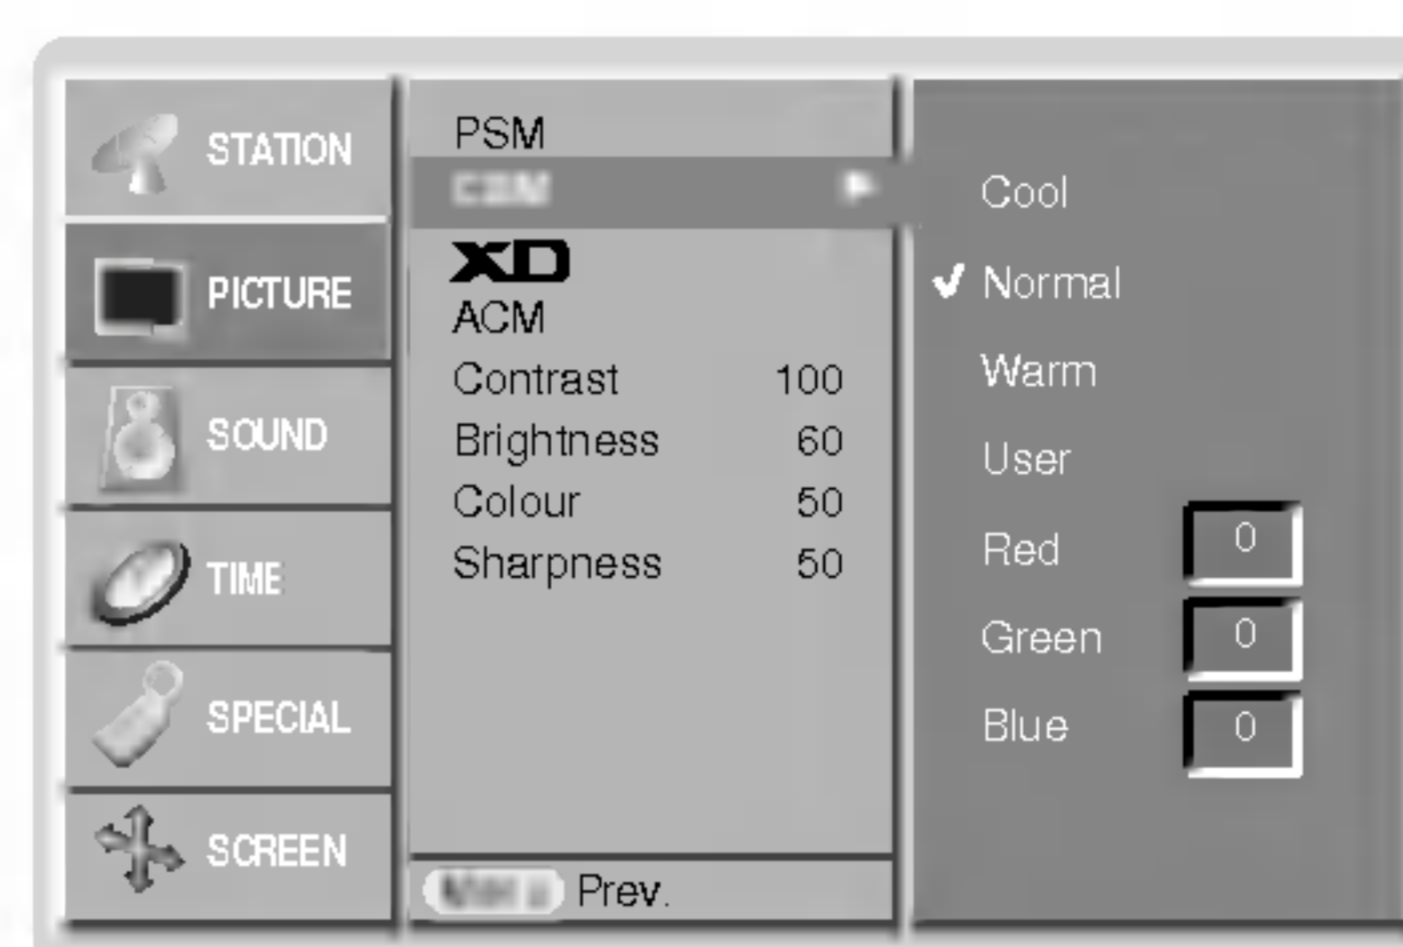 STATION
PICTURE
SOUND
TIME
SPECIAL
SCREEN
PSM
XD
ACM
Contrast 100
Brightness 60
Colour 50
Sharpness 50
Prev.
Cool
✓ Normal
Warm
User
Red 0
Green 0
Blue 0